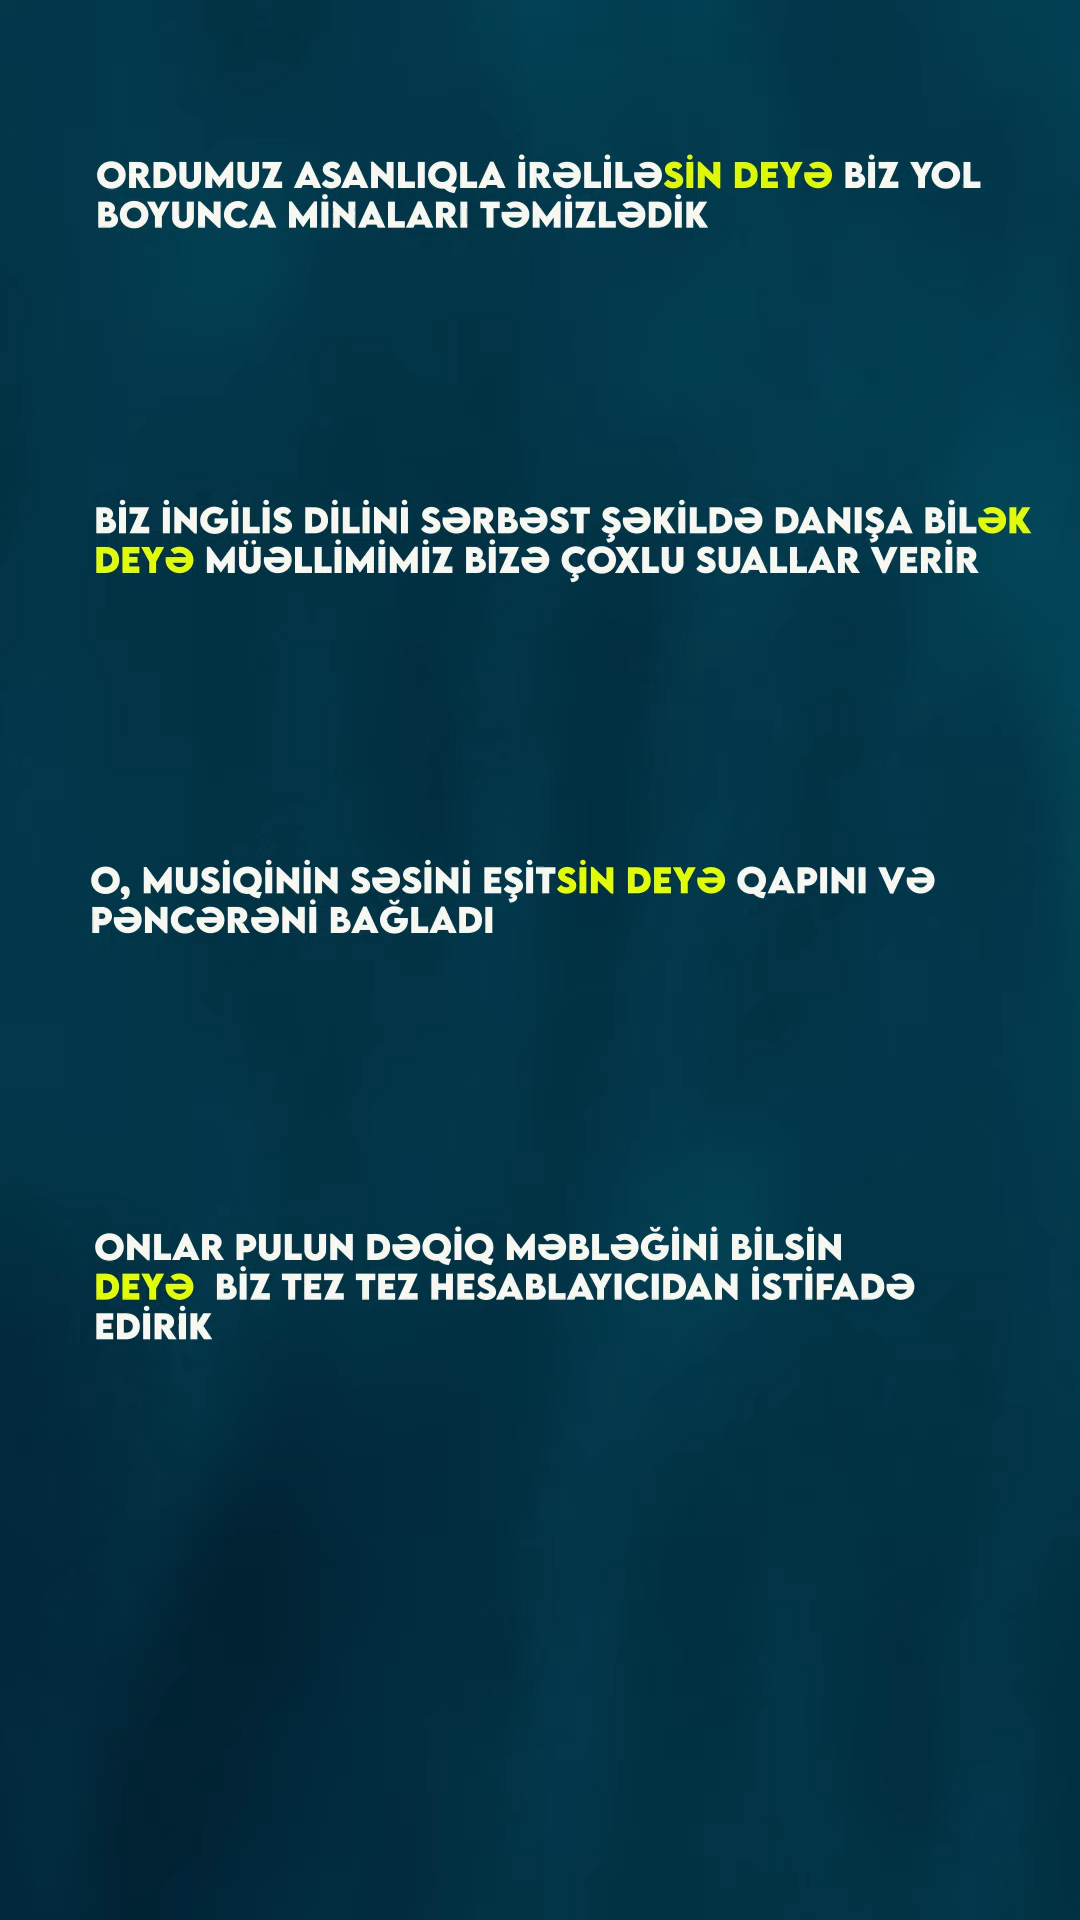 ORDUMUZ ASANLIQLA İRƏLİLƏSİN DEYƏ BİZ YOL
BOYUNCA MİNALARI TƏMİZLƏDİK
BİZ İNGİLİS DİLİNİ SƏRBƏST ŞƏKİLDƏ DANIŞA BİLƏK
DEYƏ MÜƏLLİMİMİZ BİZƏ ÇOXLU SUALLAR VERİR
O, MUSİQİNİN SƏSİNİ EŞİTSİN DEYƏ QAPINI VƏ
PƏNCƏRƏNİ BAĞLADI
ONLAR PULUN DƏQİQ MƏBLƏĞİNİ BİLSİN
DEYƏ BİZ TEZ TEZ HESABLAYICIDAN İSTİFADƏ
EDİRİK